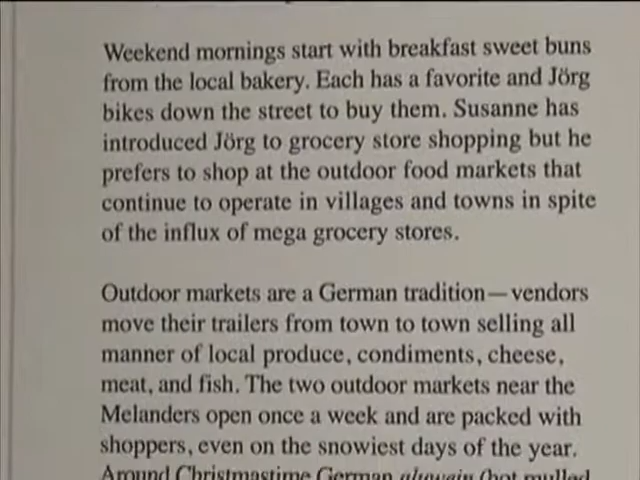 Weekend mornings start with breakfast sweet buns
from the local bakery. Each has a favorite and Jörg
bikes down the street to buy them. Susanne has
introduced Jörg to grocery store shopping but he
prefers to shop at the outdoor food markets that
continue to operate in villages and towns in spite
of the influx of mega grocery stores.
Outdoor markets are a German tradition—vendors
move their trailers from town to town selling all
manner of local produce, condiments, cheese,
meat, and fish. The two outdoor markets near the
Melanders open once a week and are packed with
shoppers, even on the snowiest days of the year.
Around Christmastime German (hot mulled